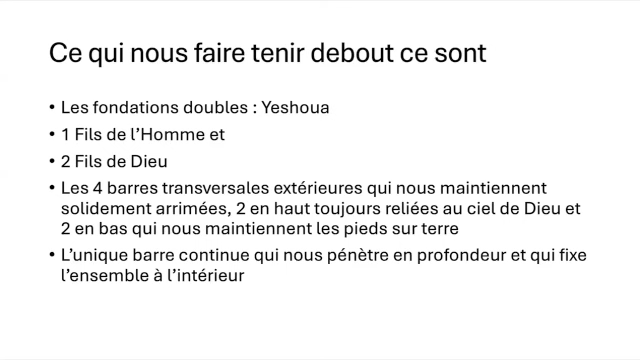 Ce qui nous faire tenir debout ce sont
• Les fondations doubles : Yeshoua
• 1 Fils de l’Homme et
• 2 Fils de Dieu
• Les 4 barres transversales extérieures qui nous maintiennent
solidement arrimées, 2 en haut toujours reliées au ciel de Dieu et
2 en bas qui nous maintiennent les pieds sur terre
• L’unique barre continue qui nous pénètre en profondeur et qui fixe
l’ensemble à l’intérieur